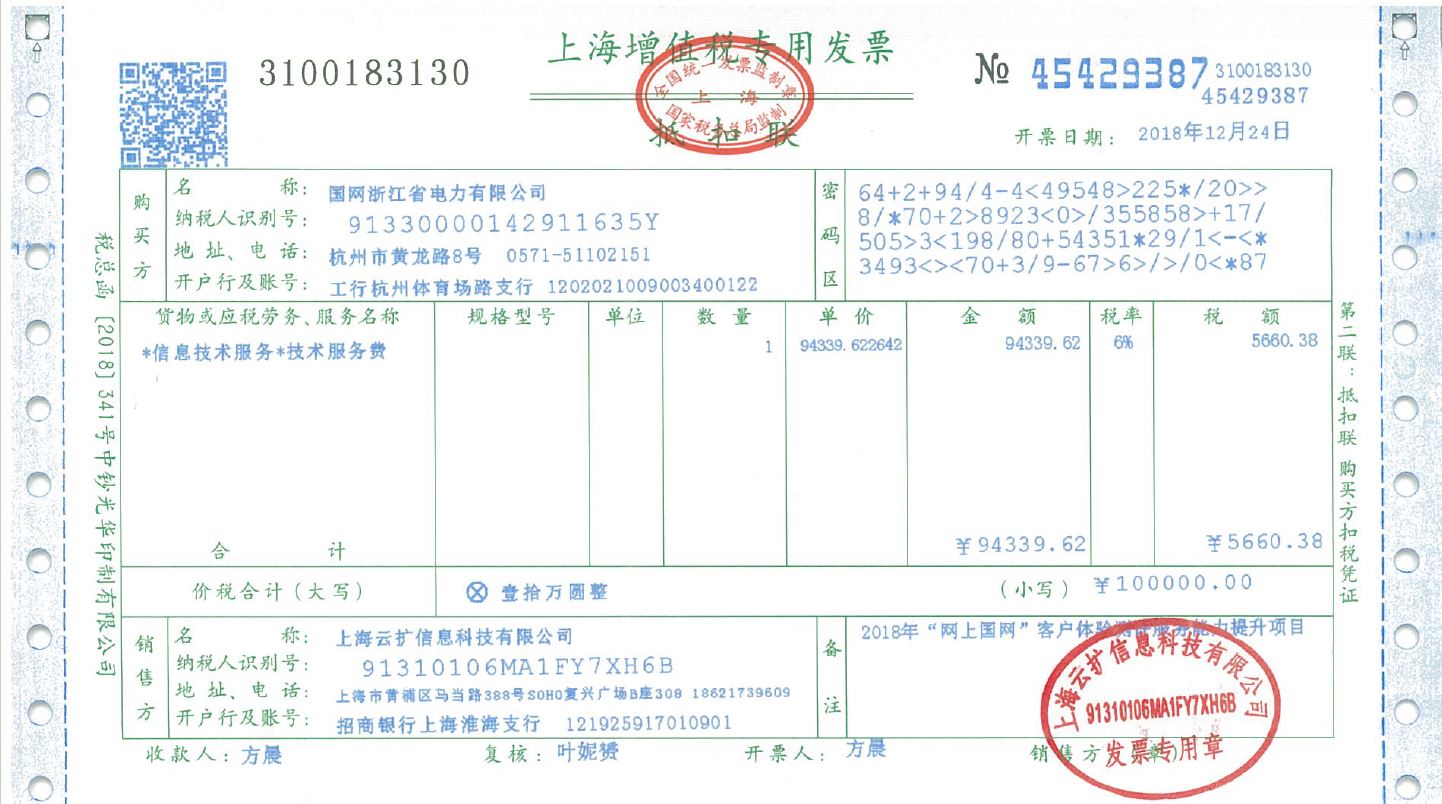 上海增值税专用发票
3100183130
№ 45429387
3100183130
45429387
全国统一发票监制章
上海
国家税务总局监制
抵扣联
开票日期: 2018年12月24日
购买方
名称: 国网浙江省电力有限公司
纳税人识别号: 91330000142911635Y
地址、电话: 杭州市黄龙路8号 0571-51102151
开户行及账号: 工行杭州体育场路支行 1202021009003400122
密码区
64+2+94/4-4<49548>225*/20>>
8/*70+2>8923<0>/355858>+17/
505>3<198/80+54351*29/1<-<*
3493<><70+3/9-67>6>/>/0<*87
货物或应税劳务、服务名称 规格型号 单位 数量 单价 金额 税率 税额
*信息技术服务*技术服务费 1 94339.622642 94339.62 6% 5660.38
合计 ¥94339.62 ¥5660.38
价税合计(大写) ⊗ 壹拾万圆整 (小写) ¥100000.00
销售方
名称: 上海云扩信息科技有限公司
纳税人识别号: 91310106MA1FY7XH6B
地址、电话: 上海市黄浦区马当路388号SOHO复兴广场B座308 18621739609
开户行及账号: 招商银行上海淮海支行 121925917010901
备注
2018年“网上国网”客户体验测评服务能力提升项目
上海云扩信息科技有限公司
91310106MA1FY7XH6B
发票专用章
收款人: 方晨 复核: 叶妮赟 开票人: 方晨 销售方:(章)
税总函 [2018] 341号中钞光华印制有限公司
第二联:抵扣联 购买方扣税凭证